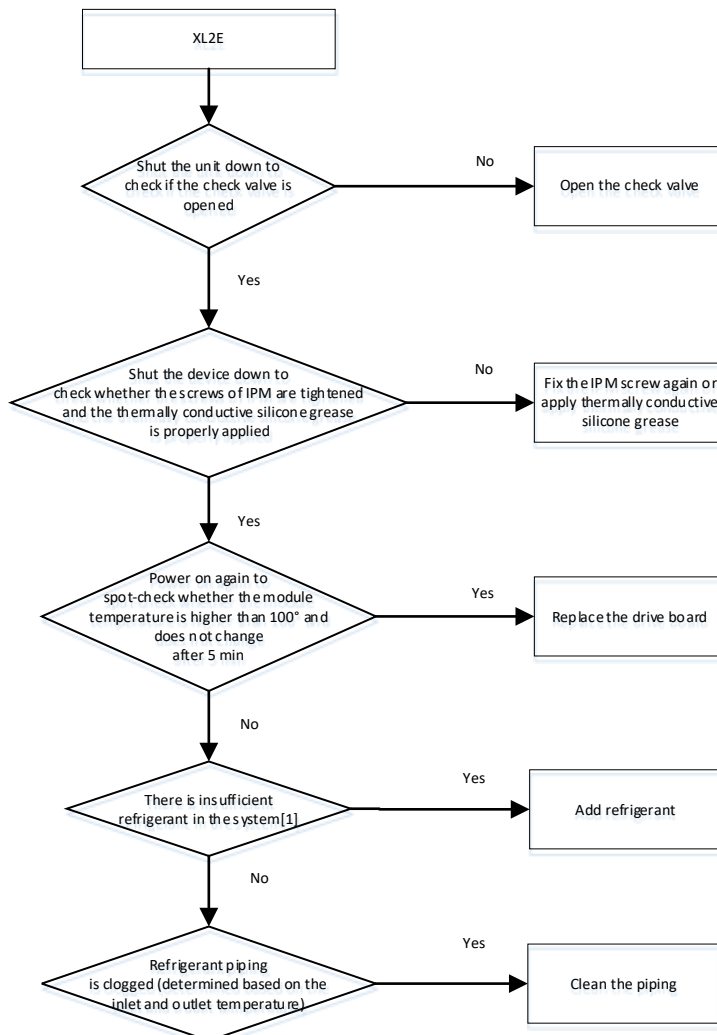 XL2E
Shut the unit down to
check if the check valve is
opened
No
Open the check valve
Yes
Shut the device down to
check whether the screws of IPM are tightened
and the thermally conductive silicone grease
is properly applied
No
Fix the IPM screw again or
apply thermally conductive
silicone grease
Yes
Power on again to
spot-check whether the module
temperature is higher than 100° and
does not change
after 5 min
Yes
Replace the drive board
No
There is insufficient
refrigerant in the system[1]
Yes
Add refrigerant
No
Refrigerant piping
is clogged (determined based on the
inlet and outlet temperature)
Yes
Clean the piping